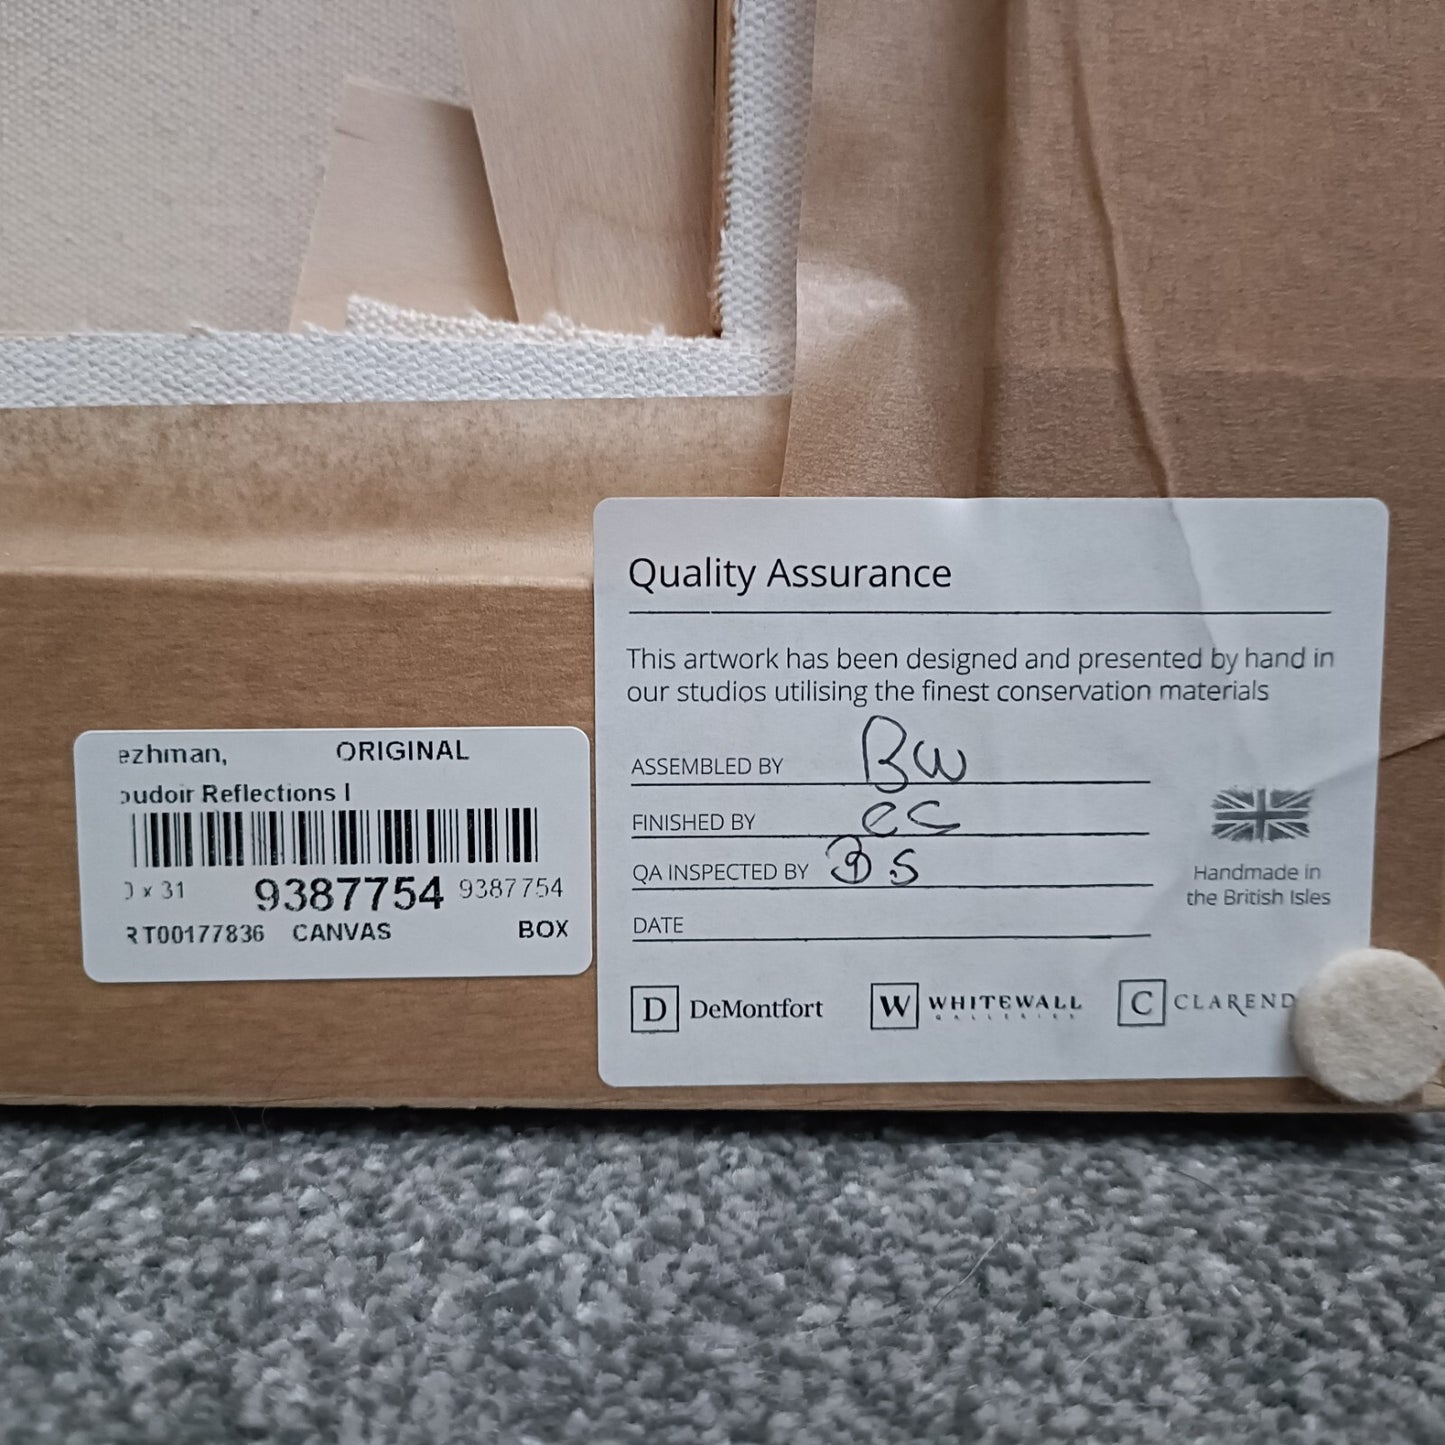 ezhman, ORIGINAL
oudoir Reflections I
0 x 31 9387754 9387754
RT00177836 CANVAS BOX
Quality Assurance
This artwork has been designed and presented by hand in
our studios utilising the finest conservation materials
ASSEMBLED BY BW
FINISHED BY CC
QA INSPECTED BY B.S
DATE
Handmade in
the British Isles
D DeMontfort W WHITEWALL GALLERIES C CLAREND